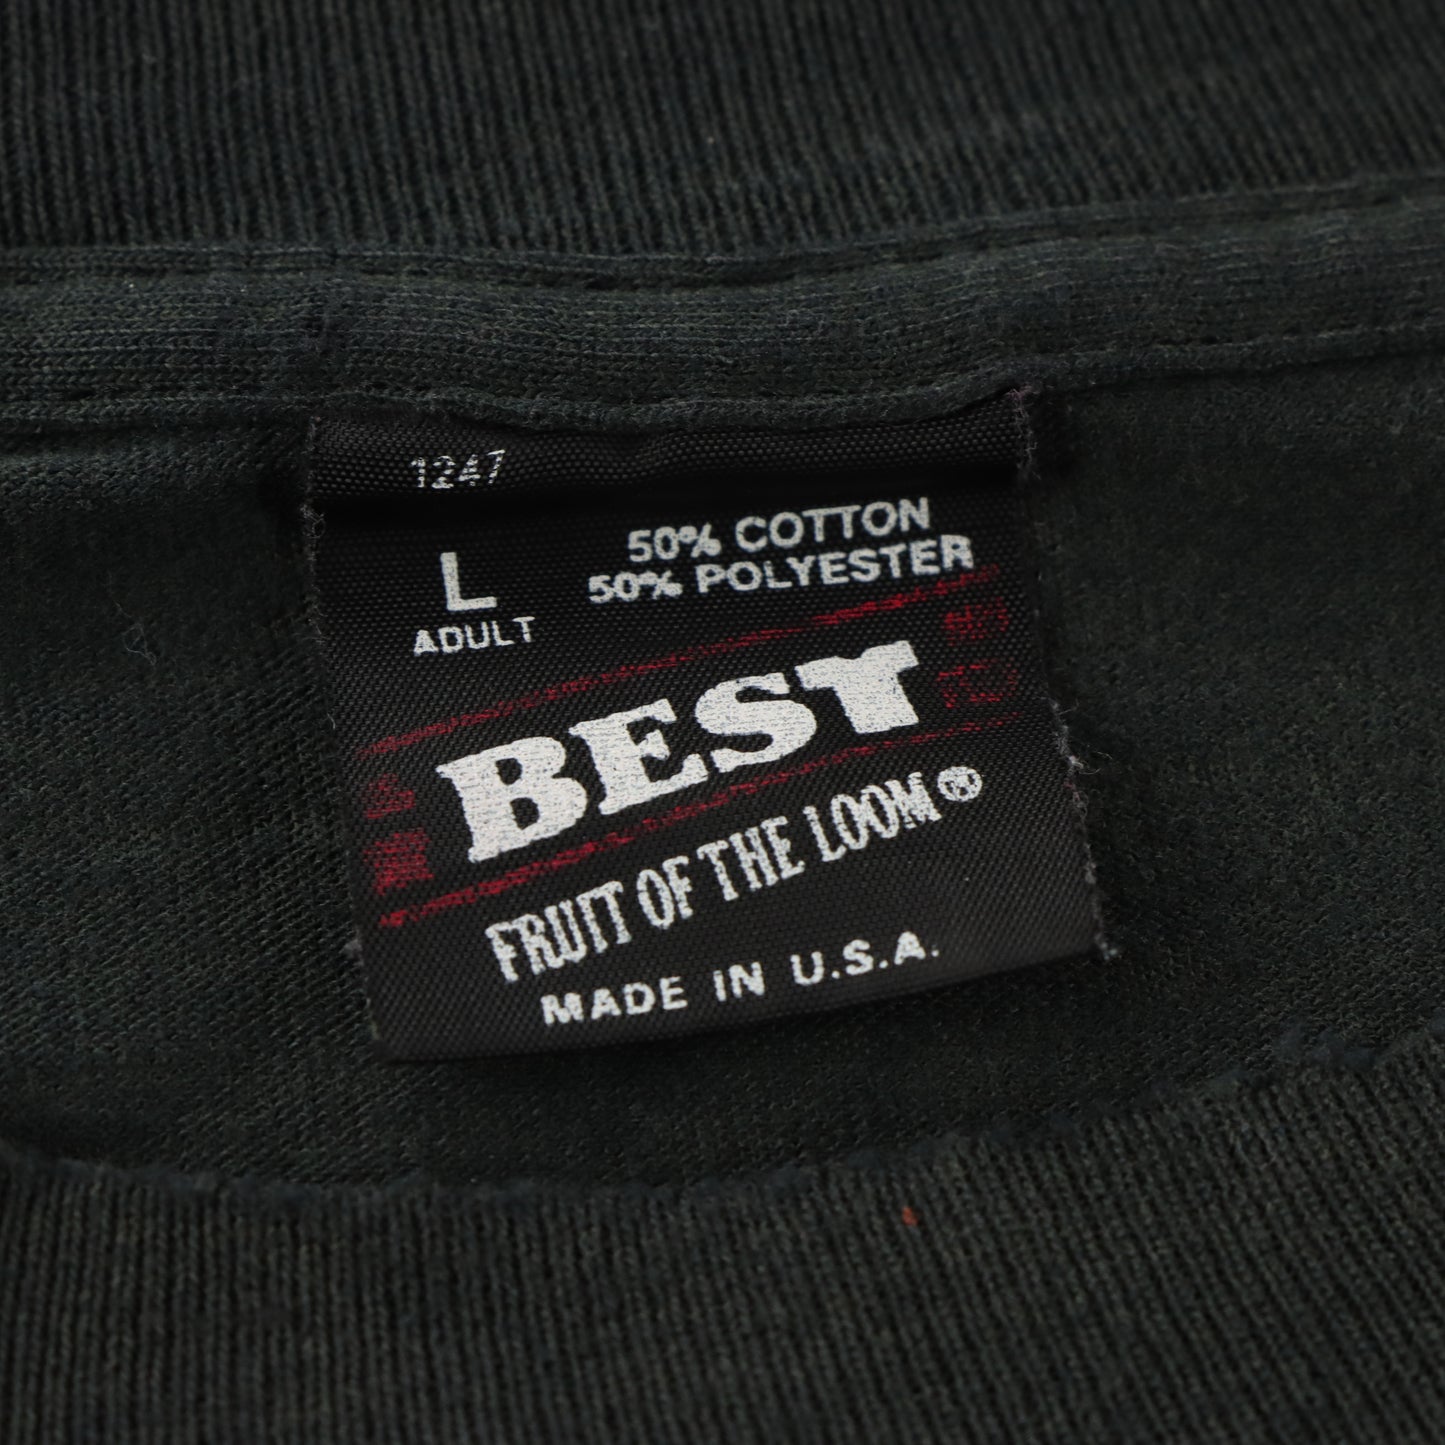 1247
50% COTTON
L
50% POLYESTER
ADULT
BEST
FRUIT OF THE LOOM®
MADE IN U.S.A.